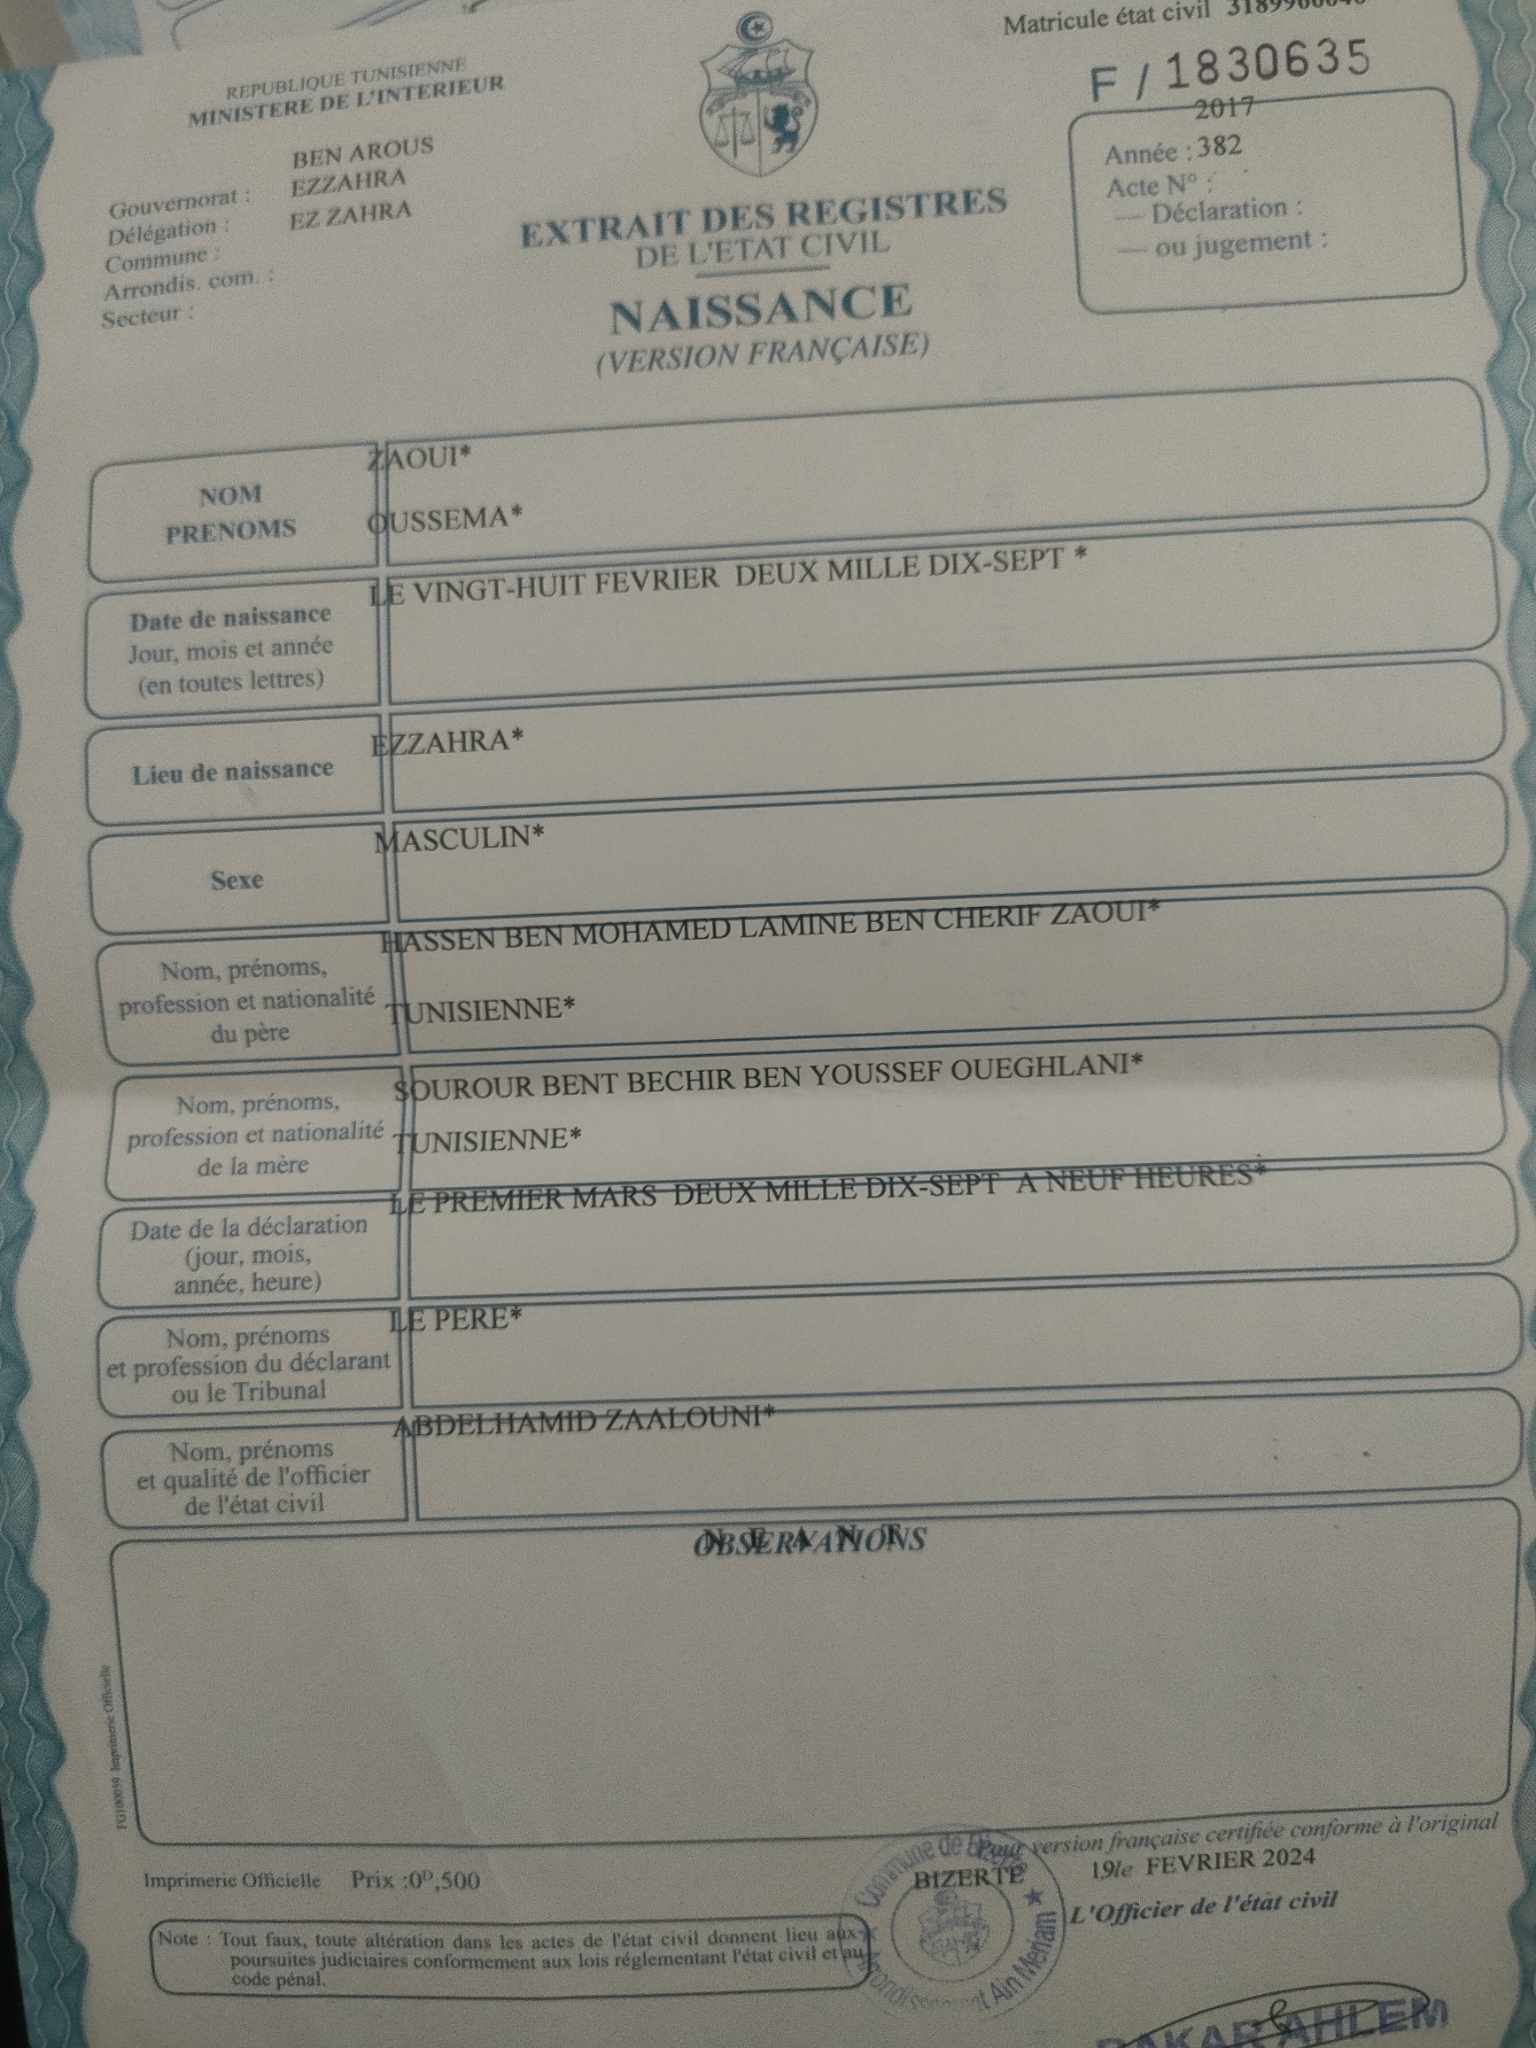 Matricule état civil
REPUBLIQUE TUNISIENNE
MINISTERE DE L'INTERIEUR
F / 1830635
Gouvernorat : BEN AROUS
Délégation : EZZAHRA
Commune : EZ ZAHRA
Arrondis. com. :
Secteur :
2017
Année : 382
Acte N° :
— Déclaration :
— ou jugement :
EXTRAIT DES REGISTRES
DE L'ETAT CIVIL
NAISSANCE
(VERSION FRANÇAISE)
NOM
PRENOMS
ZAOUI*
OUSSEMA*
Date de naissance
Jour, mois et année
(en toutes lettres)
LE VINGT-HUIT FEVRIER DEUX MILLE DIX-SEPT *
Lieu de naissance
EZZAHRA*
Sexe
MASCULIN*
Nom, prénoms,
profession et nationalité
du père
HASSEN BEN MOHAMED LAMINE BEN CHERIF ZAOUI*
TUNISIENNE*
Nom, prénoms,
profession et nationalité
de la mère
SOUROUR BENT BECHIR BEN YOUSSEF OUEGHLANI*
TUNISIENNE*
Date de la déclaration
(jour, mois,
année, heure)
LE PREMIER MARS DEUX MILLE DIX-SEPT A NEUF HEURES*
Nom, prénoms
et profession du déclarant
ou le Tribunal
LE PERE*
Nom, prénoms
et qualité de l'officier
de l'état civil
ABDELHAMID ZAALOUNI*
OBSERVATIONS
N E A N T
FG100059 Imprimerie Officielle
Pour version française certifiée conforme à l'original
Imprimerie Officielle Prix :0ᴰ,500
BIZERTE 19le FEVRIER 2024
L'Officier de l'état civil
Commune de
Arrondissement Ain Meriam
Note : Tout faux, toute altération dans les actes de l'état civil donnent lieu aux
poursuites judiciaires conformement aux lois réglementant l'état civil et au
code pénal.
AHLEM